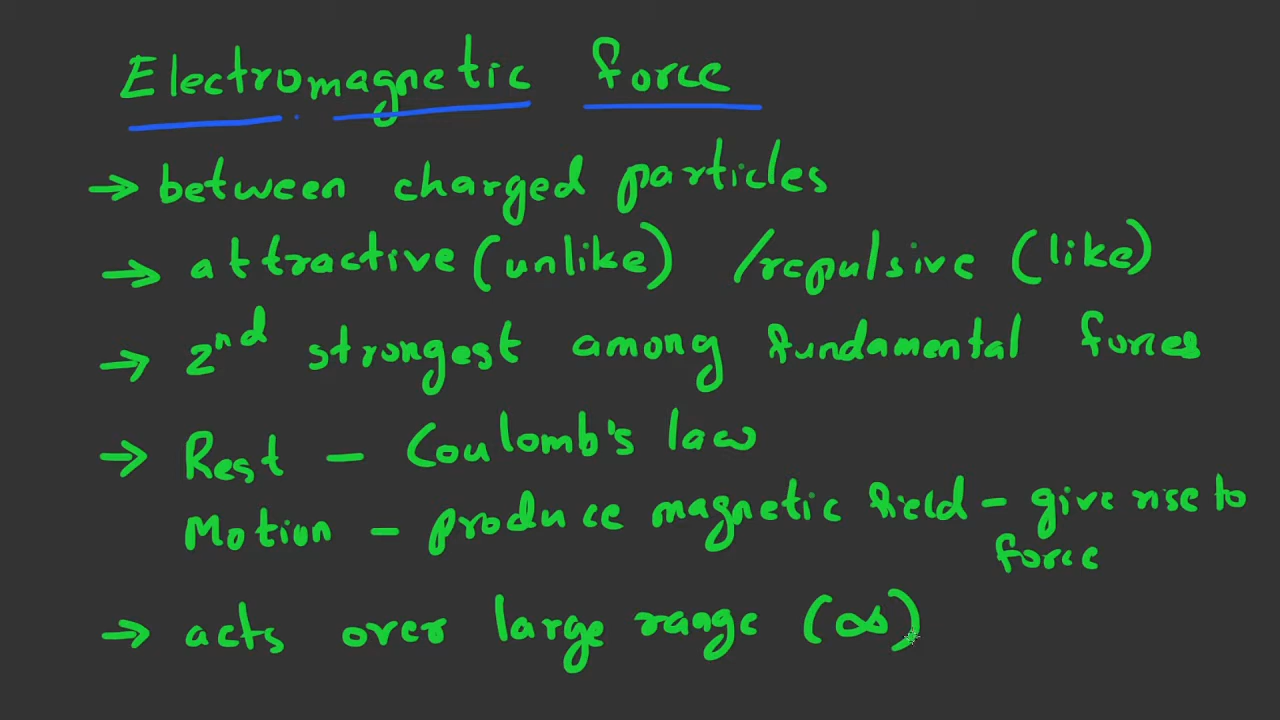 Electromagnetic force
→ between charged particles
→ attractive (unlike) /repulsive (like)
→ 2nd strongest among fundamental forces
→ Rest – Coulomb's law
Motion – produce magnetic field – give rise to
force
→ acts over large range (∞)